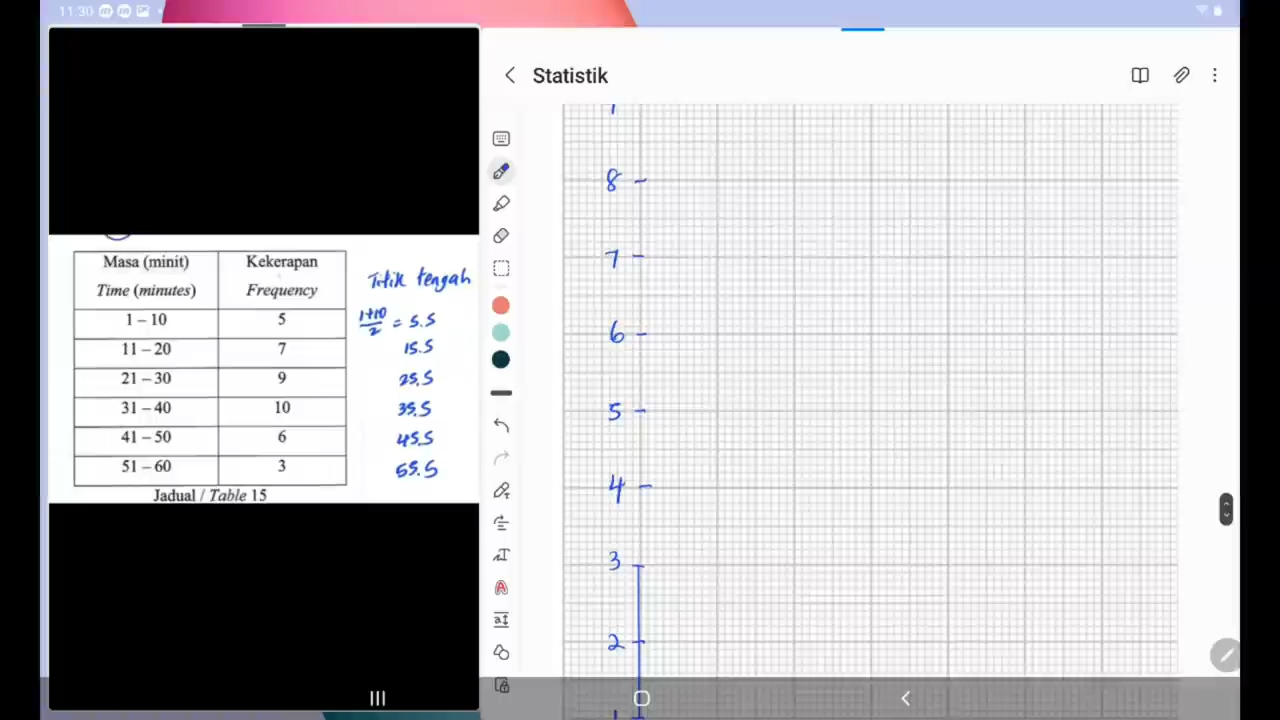 11:30
Statistik
Masa (minit) Kekerapan
Time (minutes) Frequency
Titik tengah
1 – 10 5 1+10/2 = 5.5
11 – 20 7 15.5
21 – 30 9 25.5
31 – 40 10 35.5
41 – 50 6 45.5
51 – 60 3 55.5
Jadual / Table 15
8
7
6
5
4
3
2